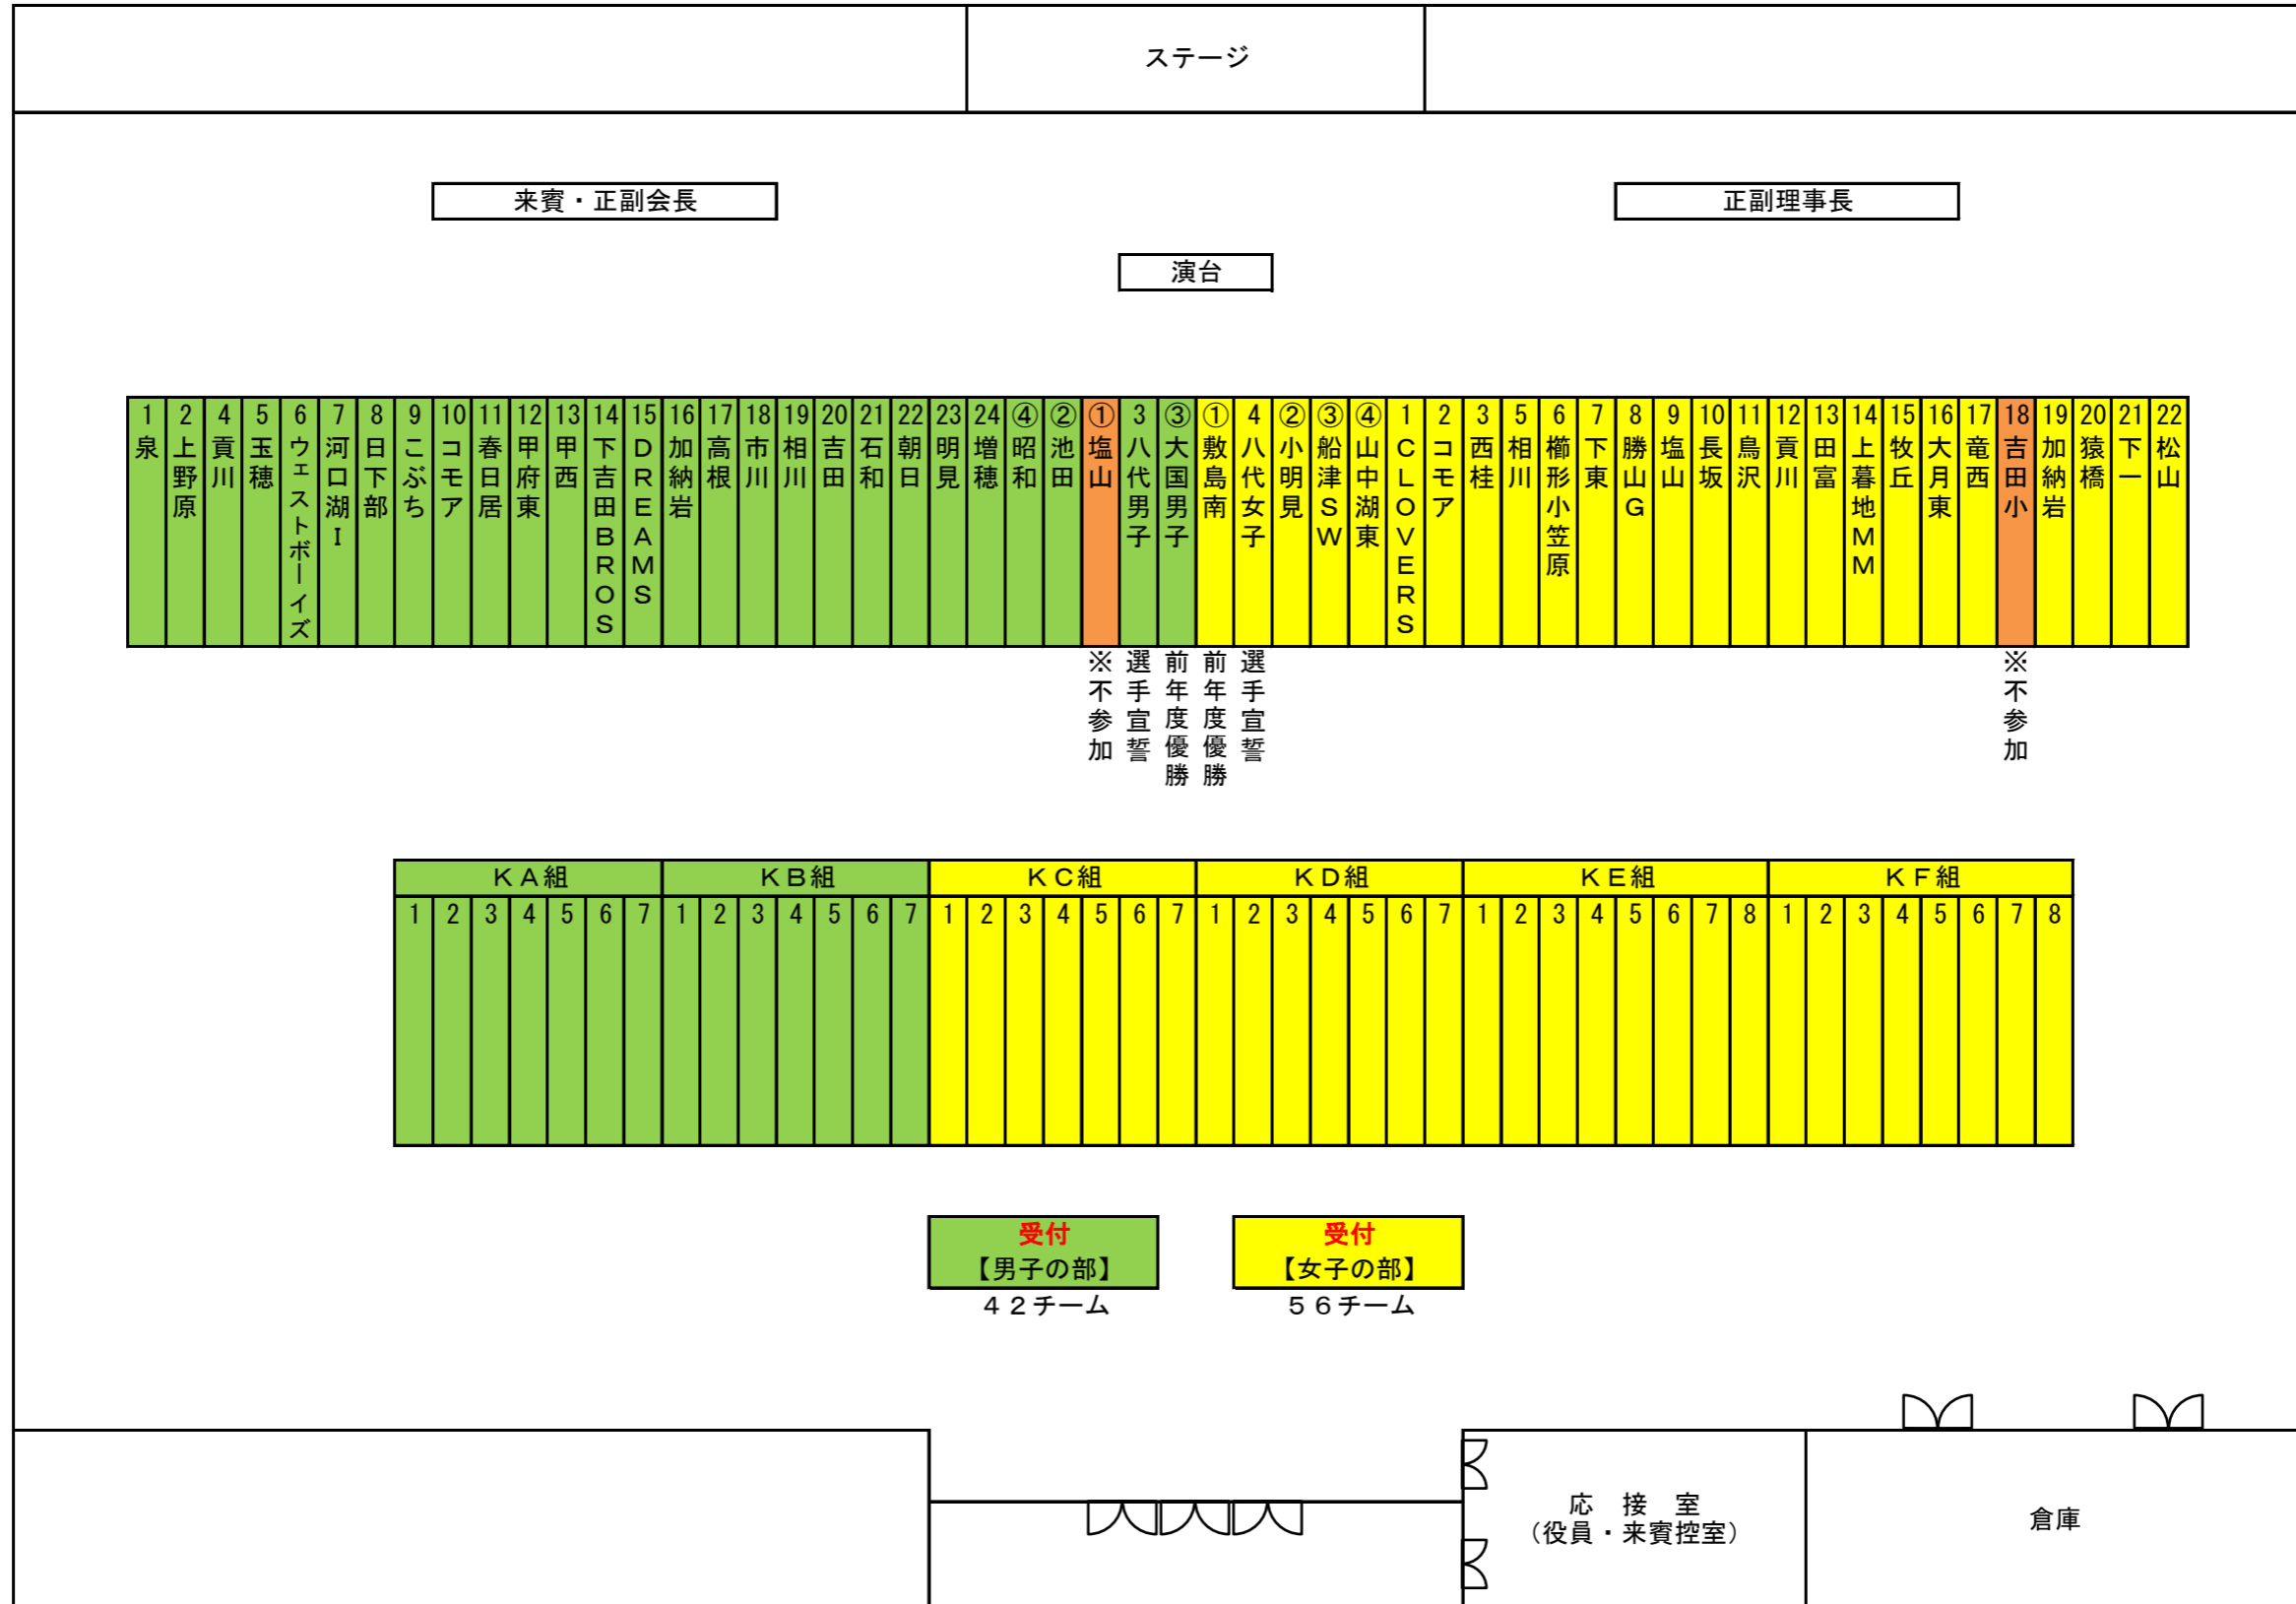 ステージ
来賓・正副会長
正副理事長
演台
1 泉
2 上野原
4 貢川
5 玉穂
6 ウェストボーイズ
7 河口湖Ⅰ
8 日下部
9 こぶち
10 コモア
11 春日居
12 甲府東
13 甲西
14 下吉田ＢＲＯＳ
15 ＤＲＥＡＭＳ
16 加納岩
17 高根
18 市川
19 相川
20 吉田
21 石和
22 朝日
23 明見
24 増穂
④ 昭和
② 池田
① 塩山
3 八代男子
③ 大国男子
① 敷島南
4 八代女子
② 小明見
③ 船津ＳＷ
④ 山中湖東
1 ＣＬＯＶＥＲＳ
2 コモア
3 西桂
5 相川
6 櫛形小笠原
7 下東
8 勝山Ｇ
9 塩山
10 長坂
11 鳥沢
12 貢川
13 田富
14 上暮地ＭＭ
15 牧丘
16 大月東
17 竜西
18 吉田小
19 加納岩
20 猿橋
21 下一
22 松山
※不参加
選手宣誓
前年度優勝
前年度優勝
選手宣誓
※不参加
ＫＡ組 ＫＢ組 ＫＣ組 ＫＤ組 ＫＥ組 ＫＦ組
1 2 3 4 5 6 7 1 2 3 4 5 6 7 1 2 3 4 5 6 7 1 2 3 4 5 6 7 1 2 3 4 5 6 7 8 1 2 3 4 5 6 7 8
受付
【男子の部】
４２チーム
受付
【女子の部】
５６チーム
応　接　室
（役員・来賓控室）
倉庫